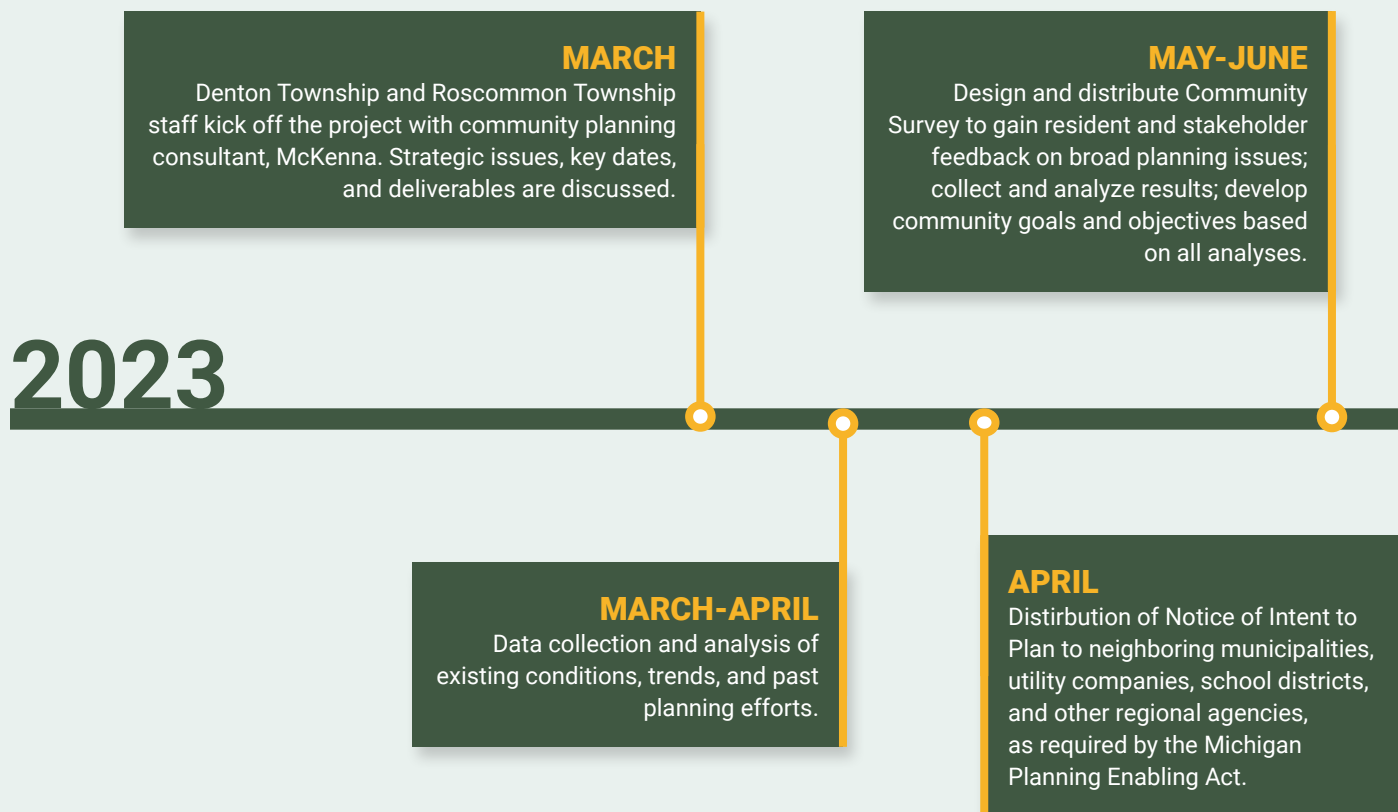 MARCH
Denton Township and Roscommon Township
staff kick off the project with community planning
consultant, McKenna. Strategic issues, key dates,
and deliverables are discussed.
MAY-JUNE
Design and distribute Community
Survey to gain resident and stakeholder
feedback on broad planning issues;
collect and analyze results; develop
community goals and objectives based
on all analyses.
2023
MARCH-APRIL
Data collection and analysis of
existing conditions, trends, and past
planning efforts.
APRIL
Distirbution of Notice of Intent to
Plan to neighboring municipalities,
utility companies, school districts,
and other regional agencies,
as required by the Michigan
Planning Enabling Act.